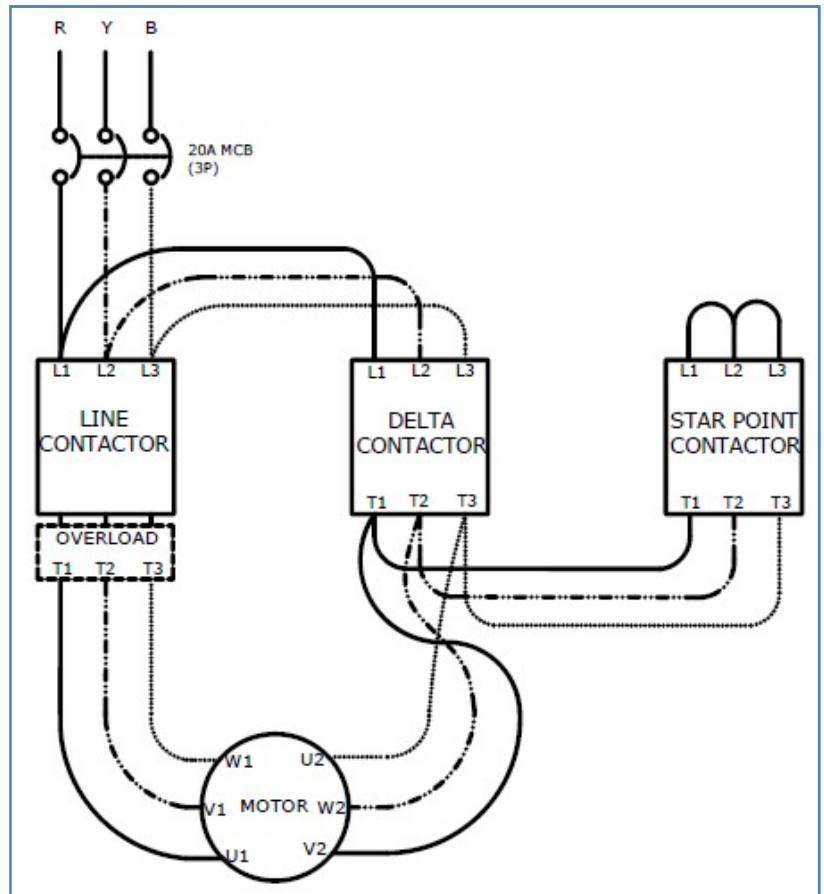 R Y B
20A MCB
(3P)
L1 L2 L3
LINE
CONTACTOR
OVERLOAD
T1 T2 T3
L1 L2 L3
DELTA
CONTACTOR
T1 T2 T3
L1 L2 L3
STAR POINT
CONTACTOR
T1 T2 T3
W1 U2
V1 MOTOR W2
U1 V2